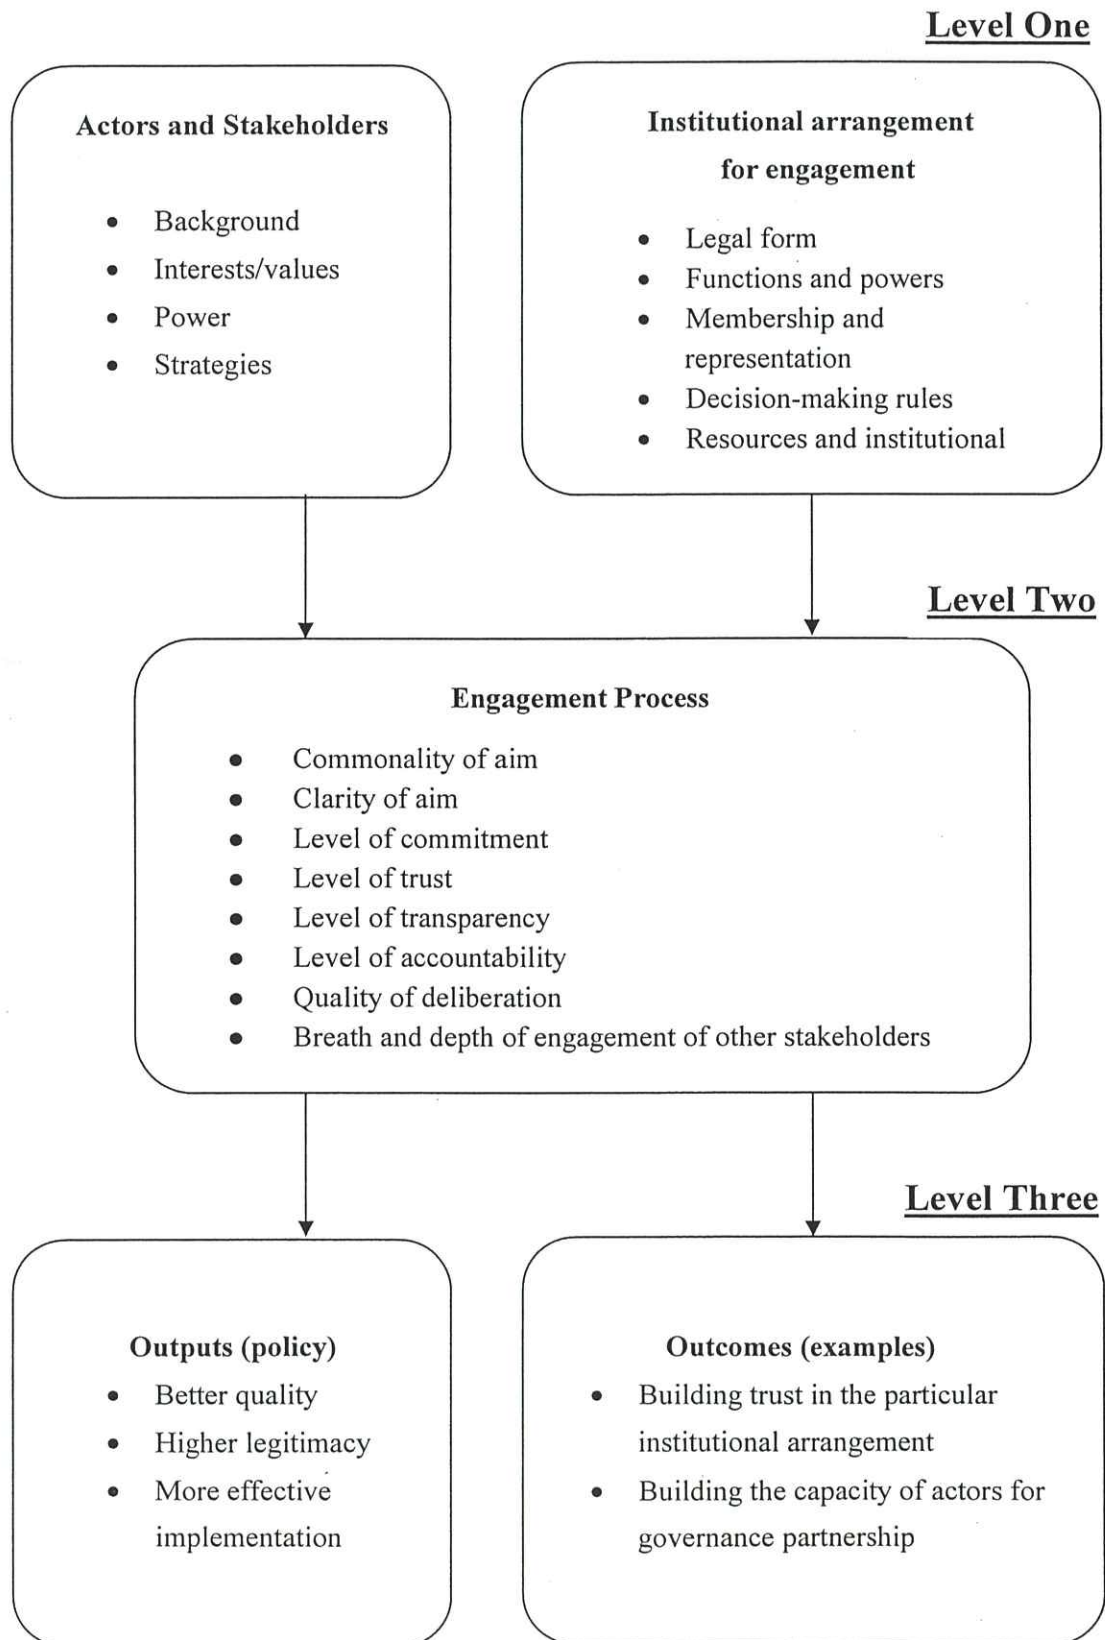 Level One
Actors and Stakeholders
• Background
• Interests/values
• Power
• Strategies
Institutional arrangement
for engagement
• Legal form
• Functions and powers
• Membership and
representation
• Decision-making rules
• Resources and institutional
Level Two
Engagement Process
• Commonality of aim
• Clarity of aim
• Level of commitment
• Level of trust
• Level of transparency
• Level of accountability
• Quality of deliberation
• Breath and depth of engagement of other stakeholders
Level Three
Outputs (policy)
• Better quality
• Higher legitimacy
• More effective
implementation
Outcomes (examples)
• Building trust in the particular
institutional arrangement
• Building the capacity of actors for
governance partnership